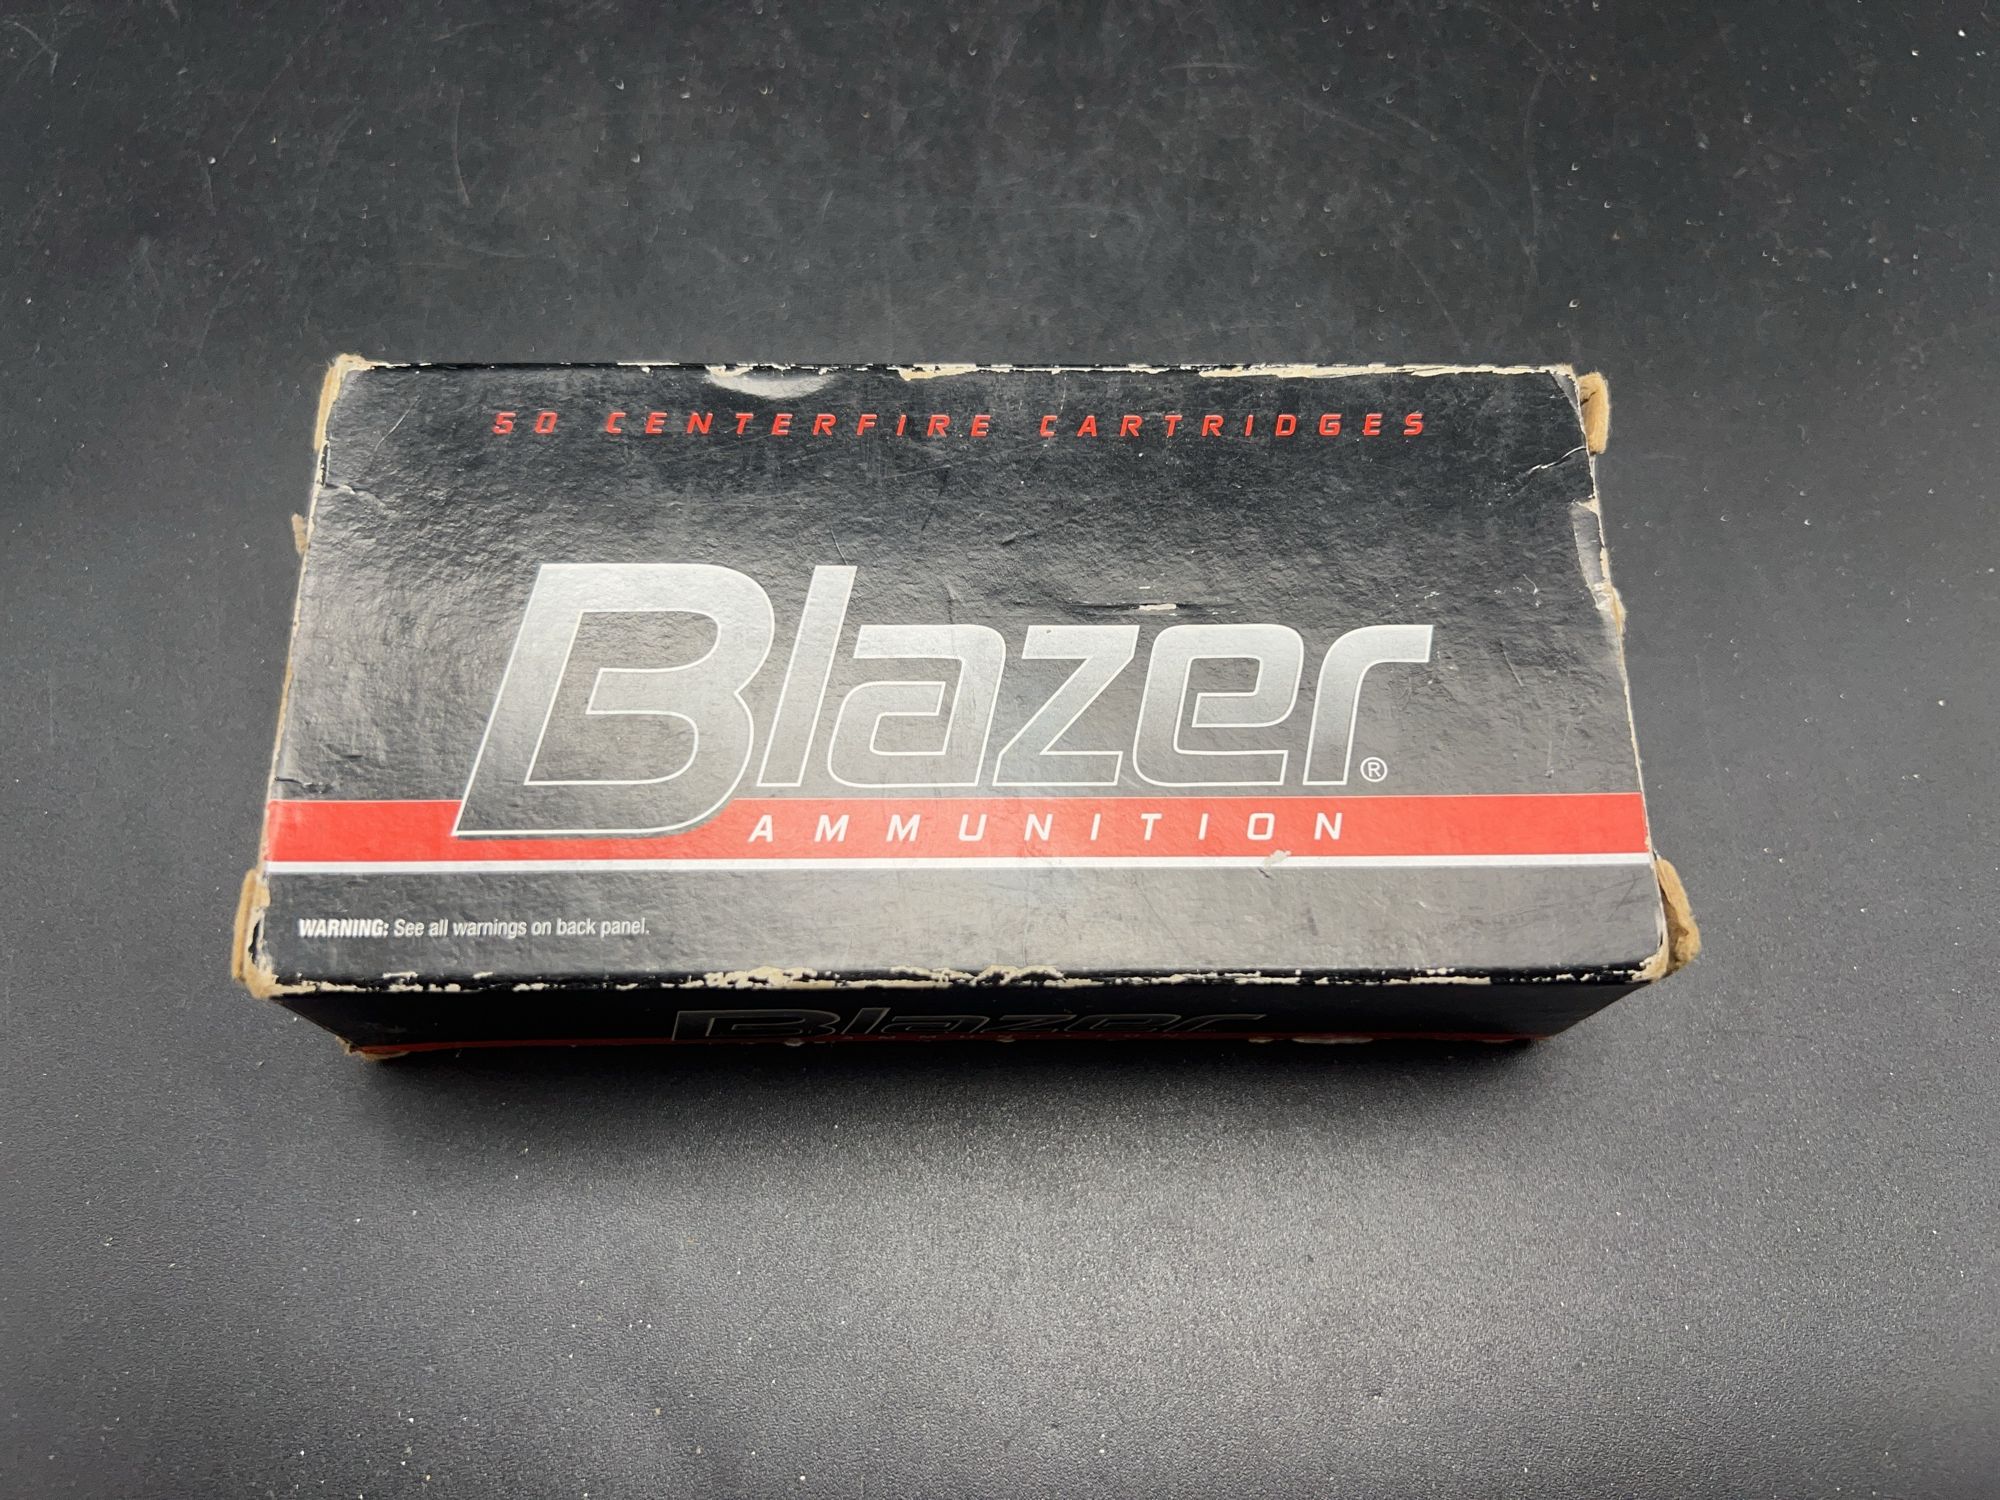 50 CENTERFIRE CARTRIDGES
Blazer®
AMMUNITION
WARNING: See all warnings on back panel.
Blazer